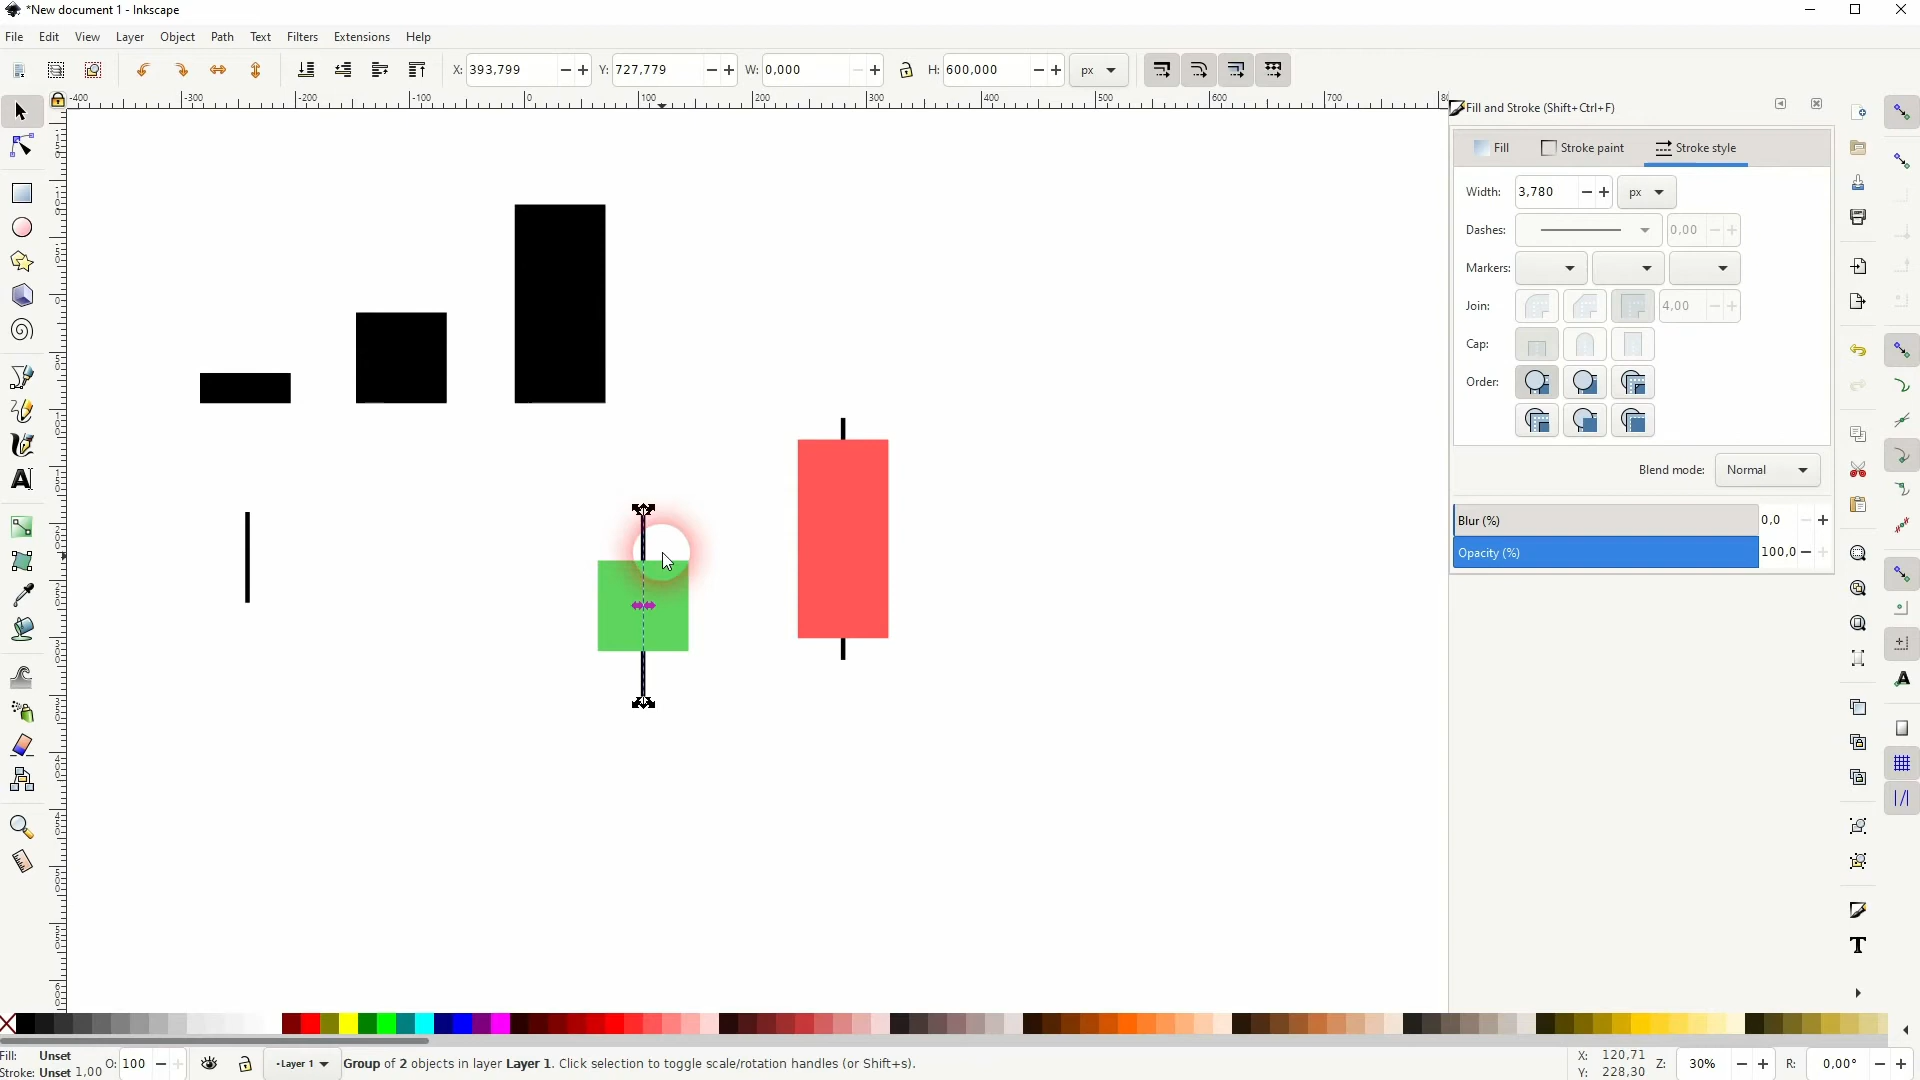 *New document 1 - Inkscape
File Edit View Layer Object Path Text Filters Extensions Help
X: 393,799 Y: 727,779 W: 0,000 H: 600,000 px
-400 -300 -200 -100 0 100 200 300 400 500 600 700
Fill and Stroke (Shift+Ctrl+F)
Fill Stroke paint Stroke style
Width: 3,780 px
Dashes: 0,00
Markers:
Join: 4,00
Cap:
Order:
Blend mode: Normal
Blur (%) 0,0
Opacity (%) 100,0
Fill: Unset
Stroke: Unset 1,00
O: 100
Layer 1
Group of 2 objects in layer Layer 1. Click selection to toggle scale/rotation handles (or Shift+s).
X: 120,71
Y: 228,30
Z: 30%
R: 0,00°